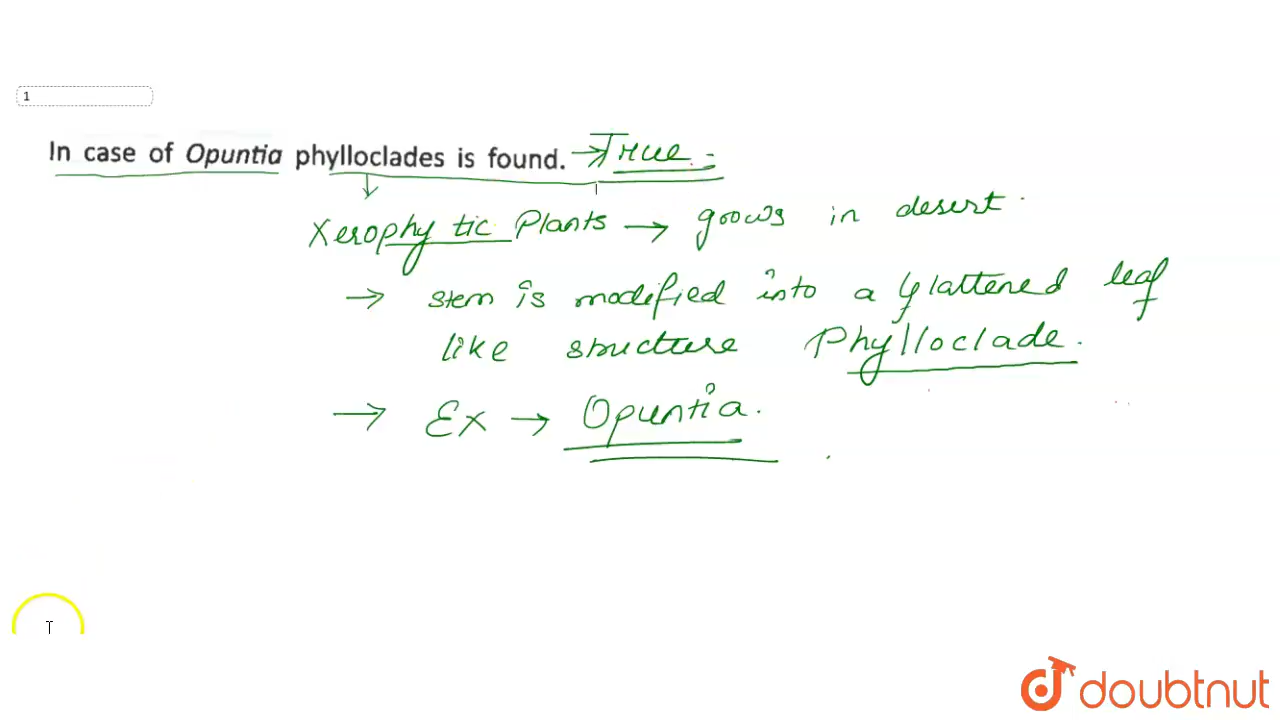 1
In case of Opuntia phylloclades is found. → True.
Xerophytic Plants → grows in desert.
→ stem is modified into a flattened leaf
like structure Phylloclade.
→ Ex → Opuntia.
doubtnut